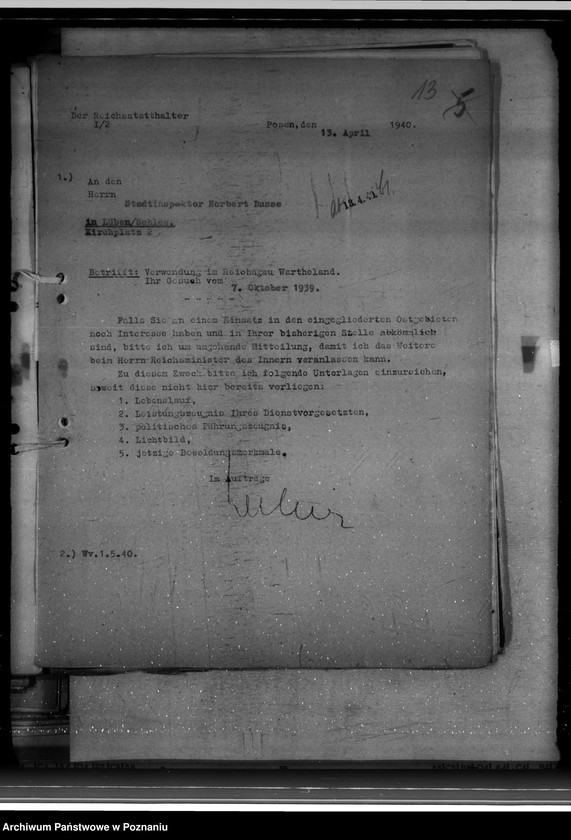 13 5
Der Reichsstatthalter
I/2
Posen, den 13. April 1940.
1.) An den
Herrn
Stadtinspektor Herbert Busse
in Lüben/Schles.
Kirchplatz 2
Betrifft: Verwendung im Reichsgau Wartheland.
Ihr Gesuch vom 7. Oktober 1939.
- - - - - -
Falls Sie an einem Einsatz in den eingegliederten Ostgebieten
noch Interesse haben und in Ihrer bisherigen Stelle abkömmlich
sind, bitte ich um umgehende Mitteilung, damit ich das Weitere
beim Herrn Reichsminister des Innern veranlassen kann.
Zu diesem Zweck bitte ich folgende Unterlagen einzureichen,
soweit diese nicht hier bereits vorliegen:
1. Lebenslauf,
2. Leistungszeugnis Ihres Dienstvorgesetzten,
3. politisches Führungszeugnis,
4. Lichtbild,
5. jetzige Besoldungsmerkmale.
Im Auftrage
2.) Wv.1.5.40.
Archiwum Państwowe w Poznaniu